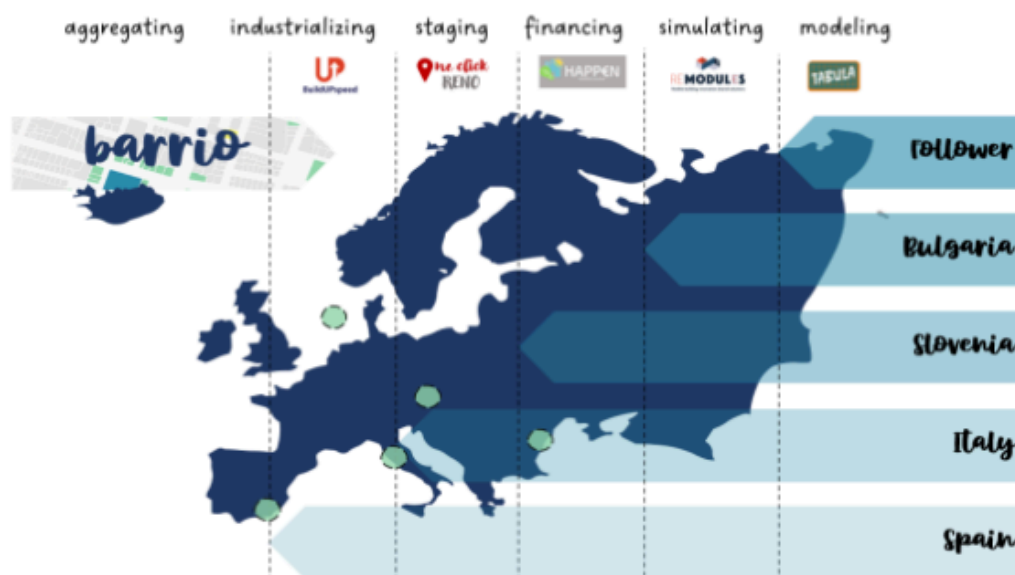 aggregating industrializing staging financing simulating modeling
UP
BuildUPspeed
One click
RENO
HAPPEN
REMODULES
TABULA
barrio
Follower
Bulgaria
Slovenia
Italy
Spain